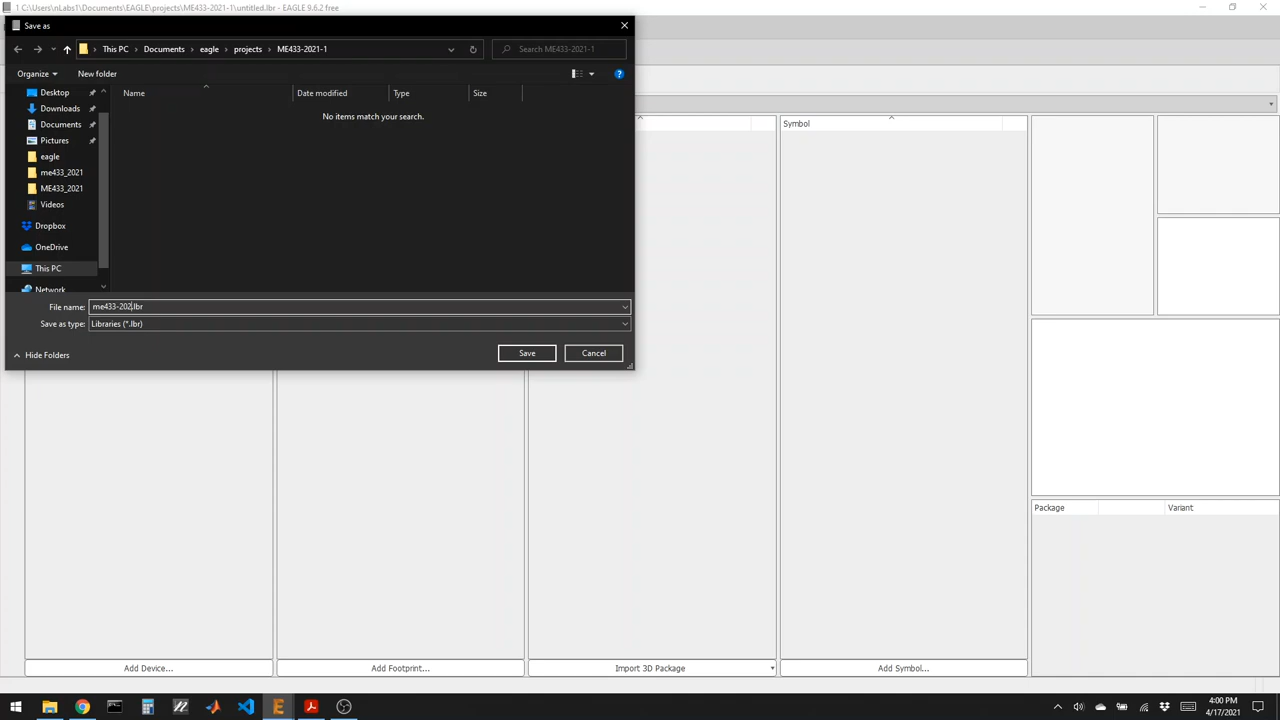 1 C:\Users\nLabs1\Documents\EAGLE\projects\ME433-2021-1\untitled.lbr - EAGLE 9.6.2 free
Save as
This PC > Documents > eagle > projects > ME433-2021-1
Search ME433-2021-1
Organize
New folder
Desktop
Downloads
Documents
Pictures
eagle
me433_2021
ME433_2021
Videos
Dropbox
OneDrive
This PC
Network
Name
Date modified
Type
Size
No items match your search.
File name:
me433-202.lbr
Save as type:
Libraries (*.lbr)
Hide Folders
Save
Cancel
Symbol
Package
Variant
Add Device...
Add Footprint...
Import 3D Package
Add Symbol...
4:00 PM
4/17/2021